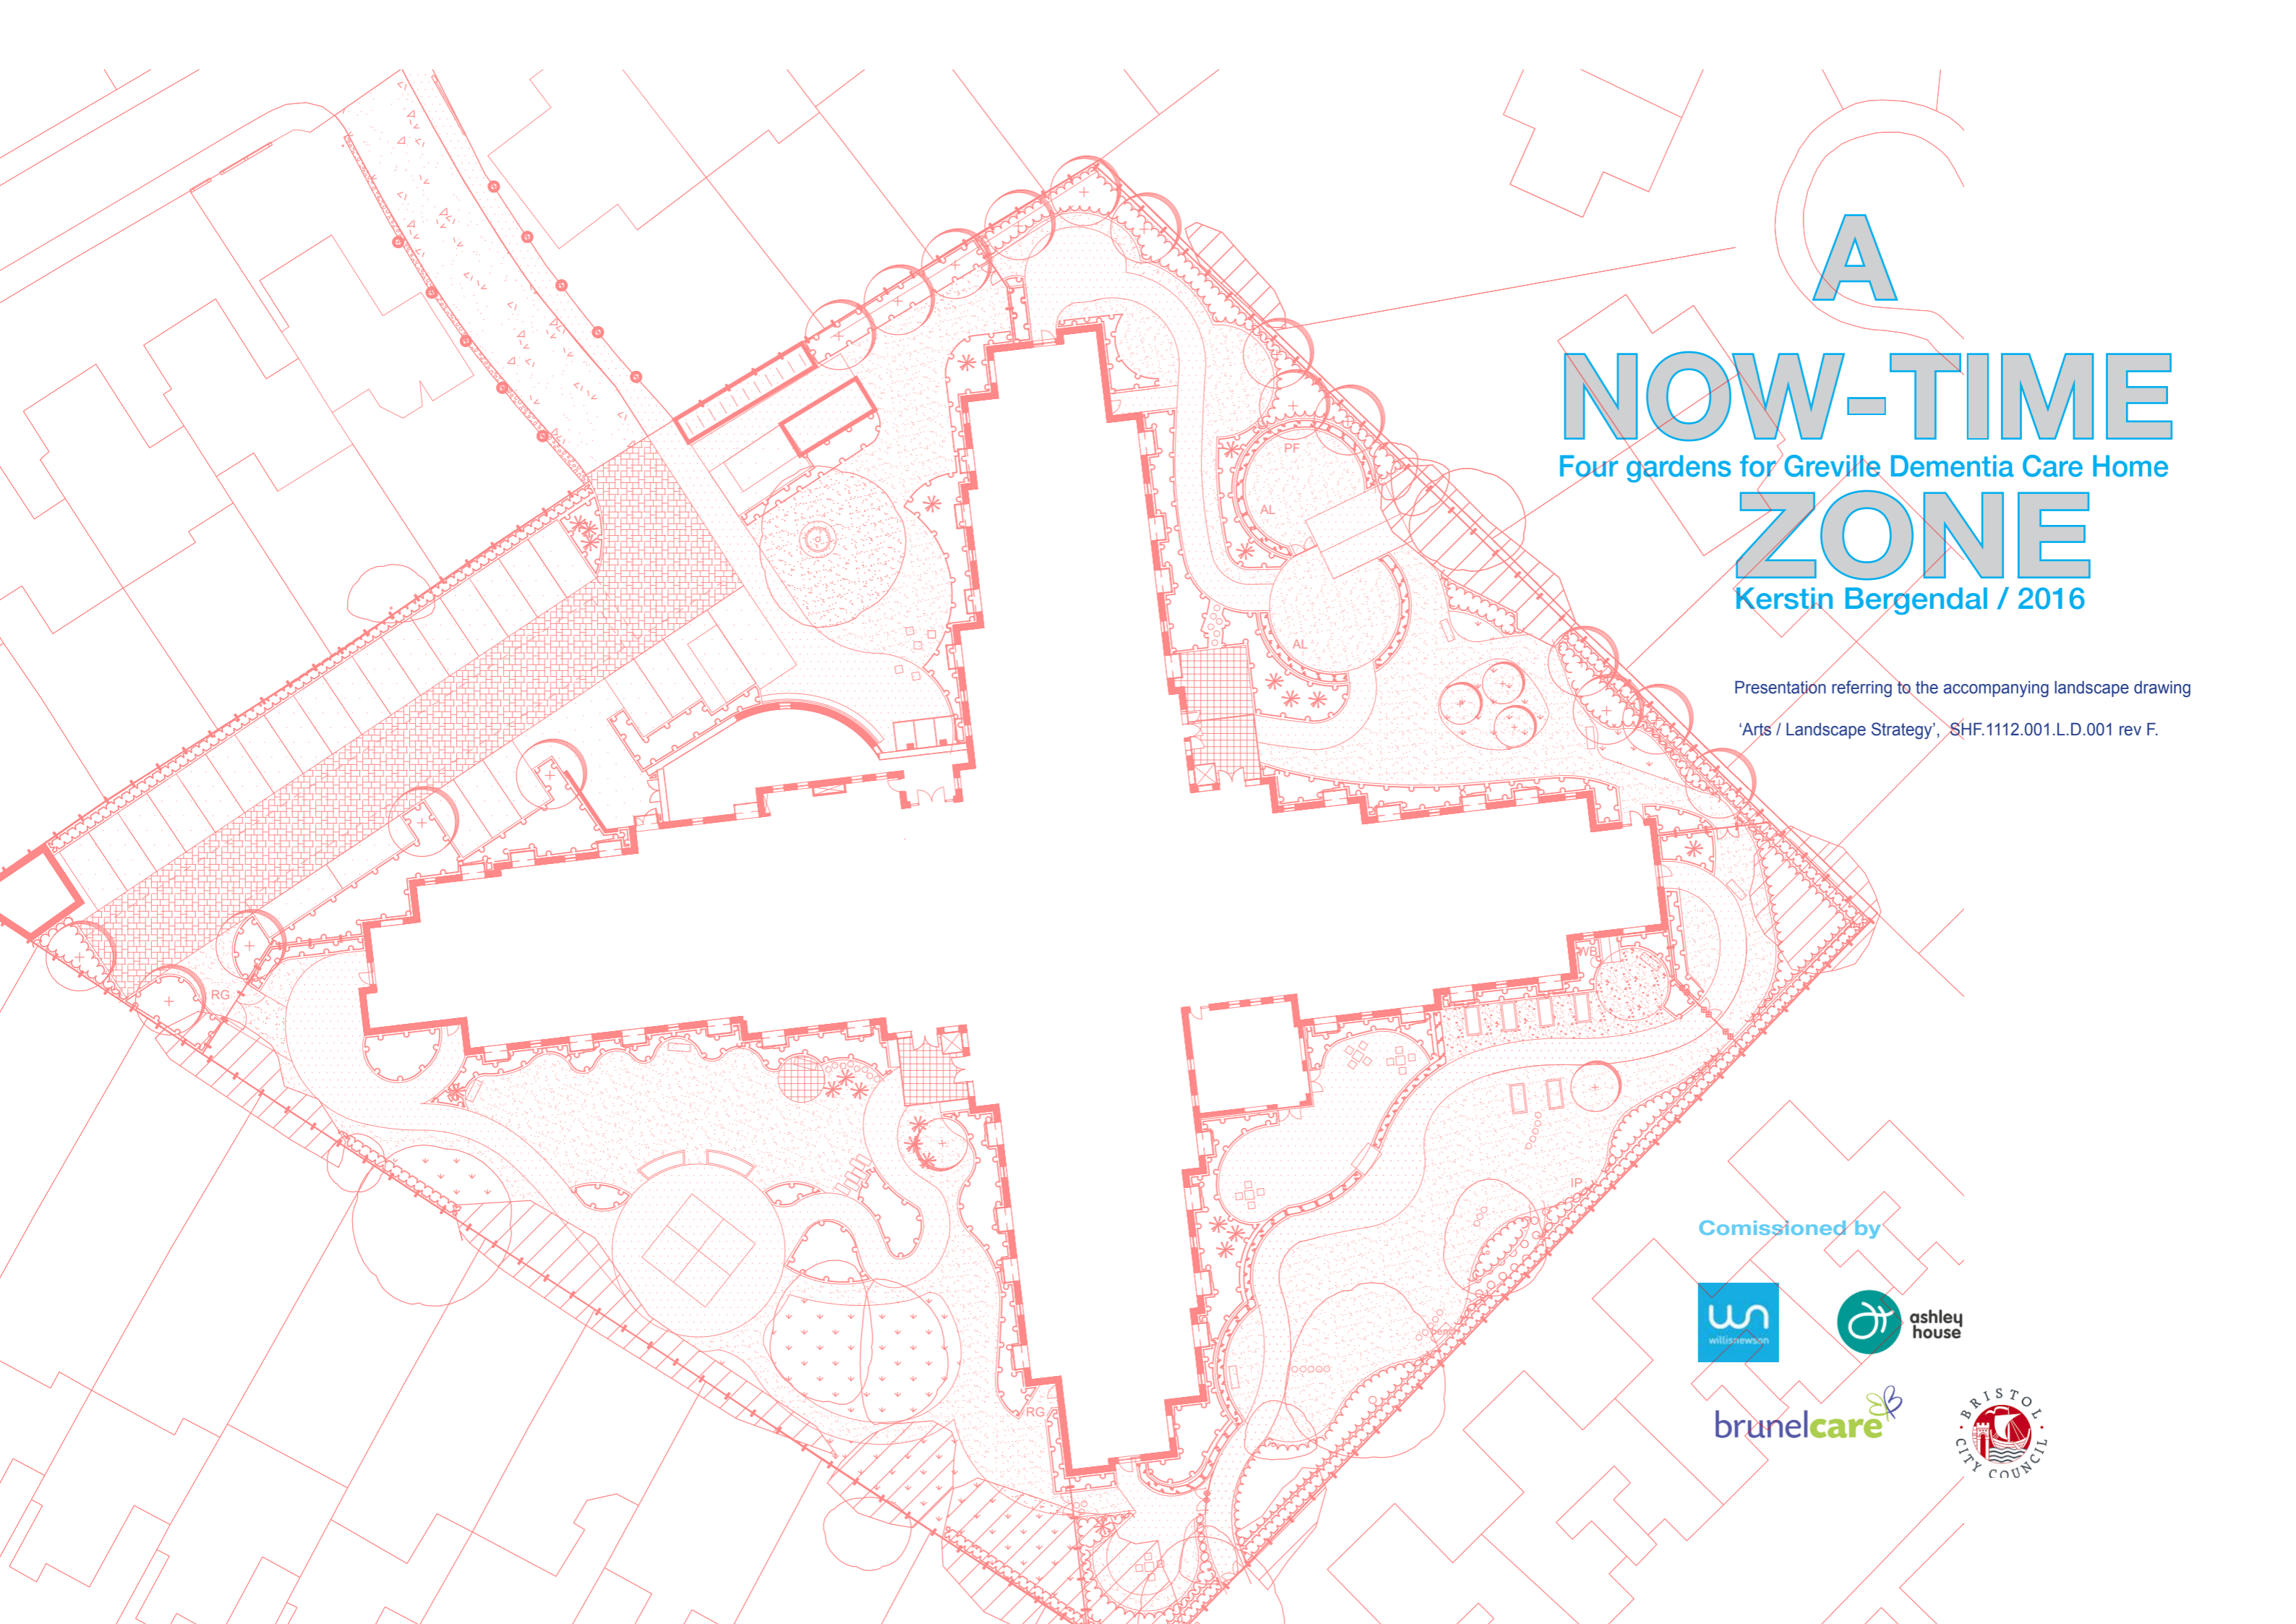 A
NOW-TIME
Four gardens for Greville Dementia Care Home
ZONE
Kerstin Bergendal / 2016
Presentation referring to the accompanying landscape drawing
‘Arts / Landscape Strategy’, SHF.1112.001.L.D.001 rev F.
PF
AL
AL
WB
RG
IP
RG
Comissioned by
wn
willisnewson
ashley
house
brunelcare
BRISTOL
CITY COUNCIL